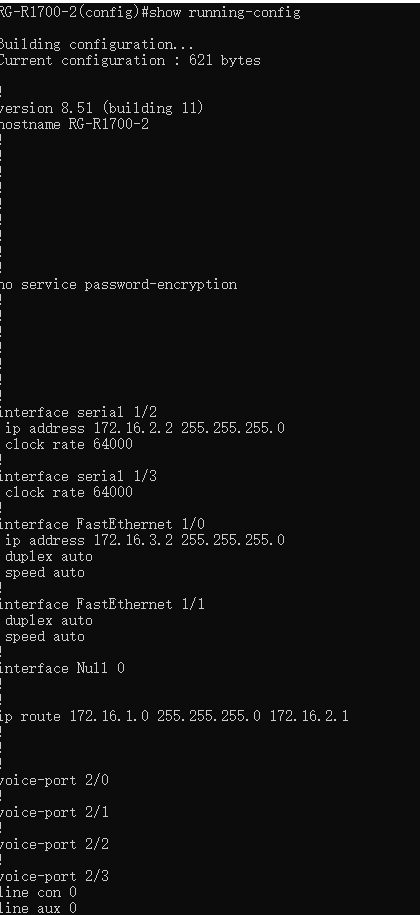 RG-R1700-2(config)#show running-config
Building configuration...
Current configuration : 621 bytes
!
version 8.51 (building 11)
hostname RG-R1700-2
!
!
!
!
!
!
!
!
!
no service password-encryption
!
!
!
!
!
!
!
interface serial 1/2
ip address 172.16.2.2 255.255.255.0
clock rate 64000
!
interface serial 1/3
clock rate 64000
!
interface FastEthernet 1/0
ip address 172.16.3.2 255.255.255.0
duplex auto
speed auto
!
interface FastEthernet 1/1
duplex auto
speed auto
!
interface Null 0
!
!
ip route 172.16.1.0 255.255.255.0 172.16.2.1
!
!
!
voice-port 2/0
!
voice-port 2/1
!
voice-port 2/2
!
voice-port 2/3
line con 0
line aux 0